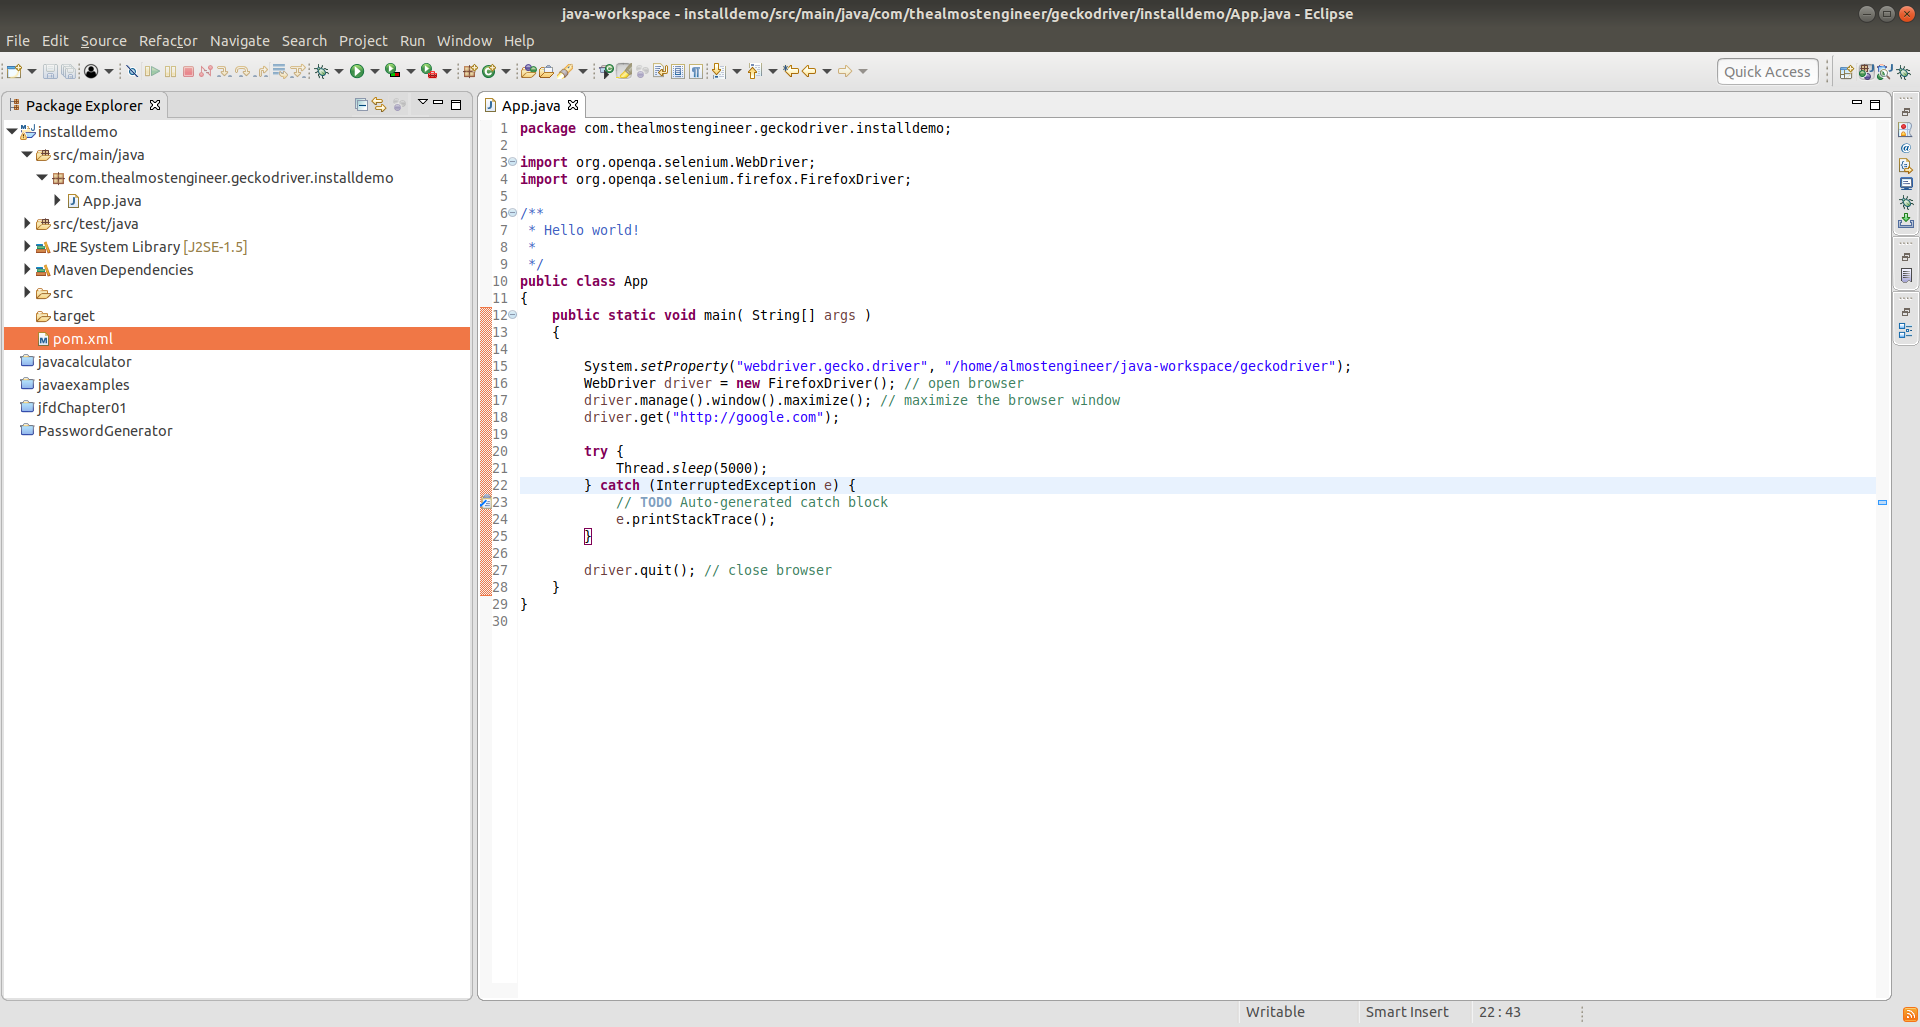 java-workspace - installdemo/src/main/java/com/thealmostengineer/geckodriver/installdemo/App.java - Eclipse
File Edit Source Refactor Navigate Search Project Run Window Help
Quick Access
Package Explorer
installdemo
src/main/java
com.thealmostengineer.geckodriver.installdemo
App.java
src/test/java
JRE System Library [J2SE-1.5]
Maven Dependencies
src
target
pom.xml
javacalculator
javaexamples
jfdChapter01
PasswordGenerator
App.java
1 package com.thealmostengineer.geckodriver.installdemo;
2
3 import org.openqa.selenium.WebDriver;
4 import org.openqa.selenium.firefox.FirefoxDriver;
5
6 /**
7  * Hello world!
8  *
9  */
10 public class App
11 {
12     public static void main( String[] args )
13     {
14
15         System.setProperty("webdriver.gecko.driver", "/home/almostengineer/java-workspace/geckodriver");
16         WebDriver driver = new FirefoxDriver(); // open browser
17         driver.manage().window().maximize(); // maximize the browser window
18         driver.get("http://google.com");
19
20         try {
21             Thread.sleep(5000);
22         } catch (InterruptedException e) {
23             // TODO Auto-generated catch block
24             e.printStackTrace();
25         }
26
27         driver.quit(); // close browser
28     }
29 }
30
Writable Smart Insert 22 : 43